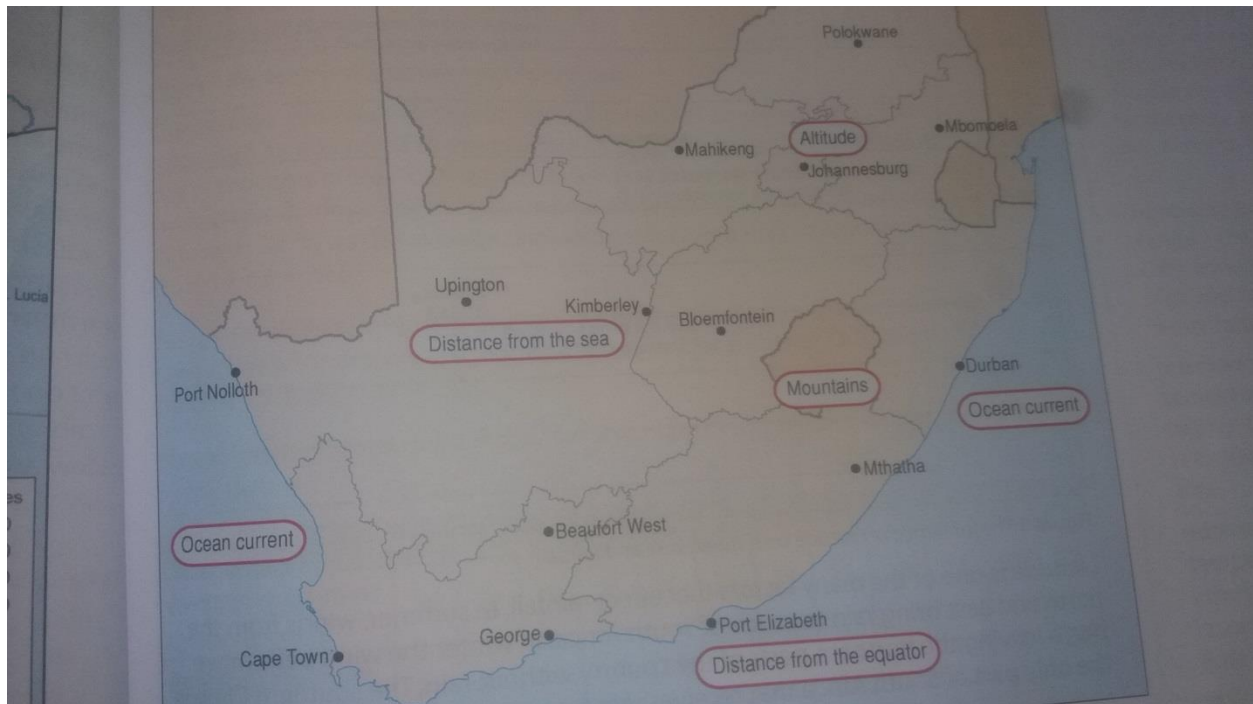 Polokwane
Altitude
Mbombela
Mahikeng
Johannesburg
Lucia
Upington
Kimberley
Bloemfontein
Distance from the sea
Durban
Port Nolloth
Mountains
Ocean current
Mthatha
es
Beaufort West
Ocean current
George
Port Elizabeth
Cape Town
Distance from the equator